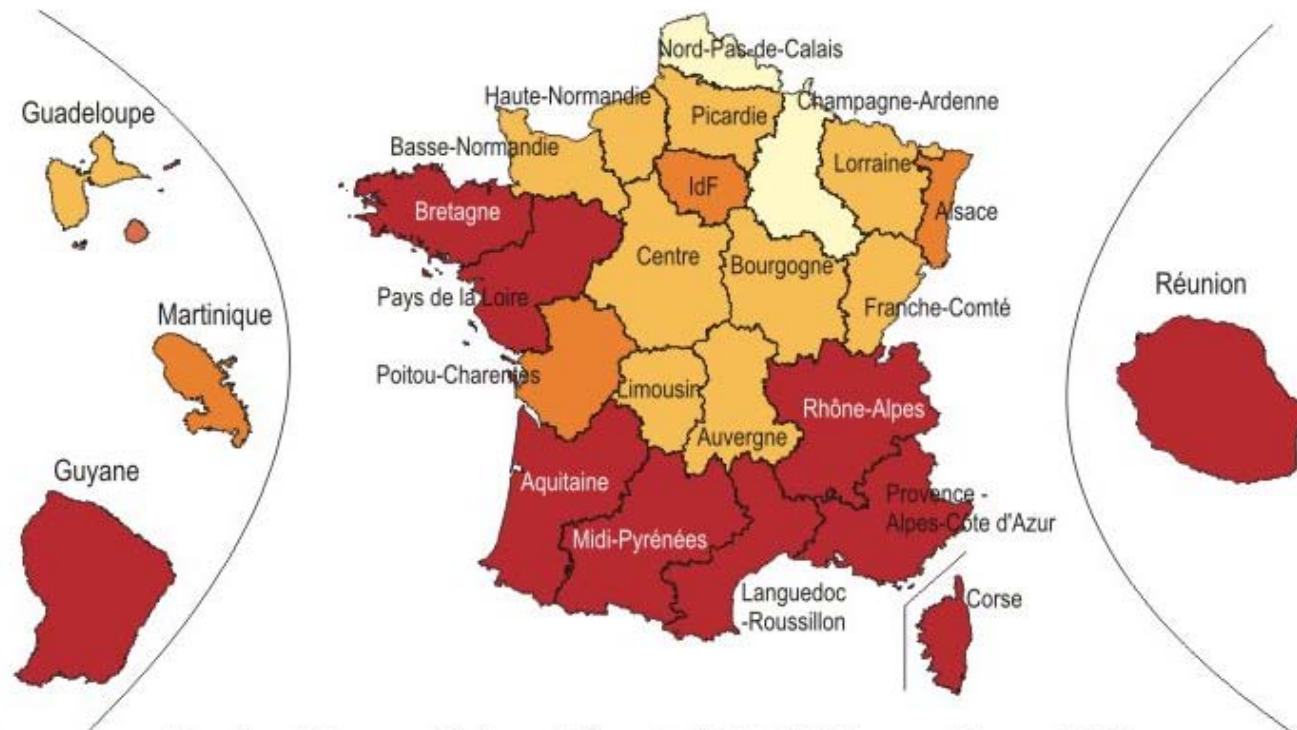 Nord-Pas-de-Calais
Haute-Normandie
Champagne-Ardenne
Guadeloupe
Picardie
Basse-Normandie
Lorraine
IdF
Bretagne
Alsace
Centre
Bourgogne
Réunion
Pays de la Loire
Franche-Comté
Martinique
Poitou-Charentes
Limousin
Rhône-Alpes
Auvergne
Guyane
Aquitaine
Provence -
Alpes-Côte d'Azur
Midi-Pyrénées
Languedoc
-Roussillon
Corse